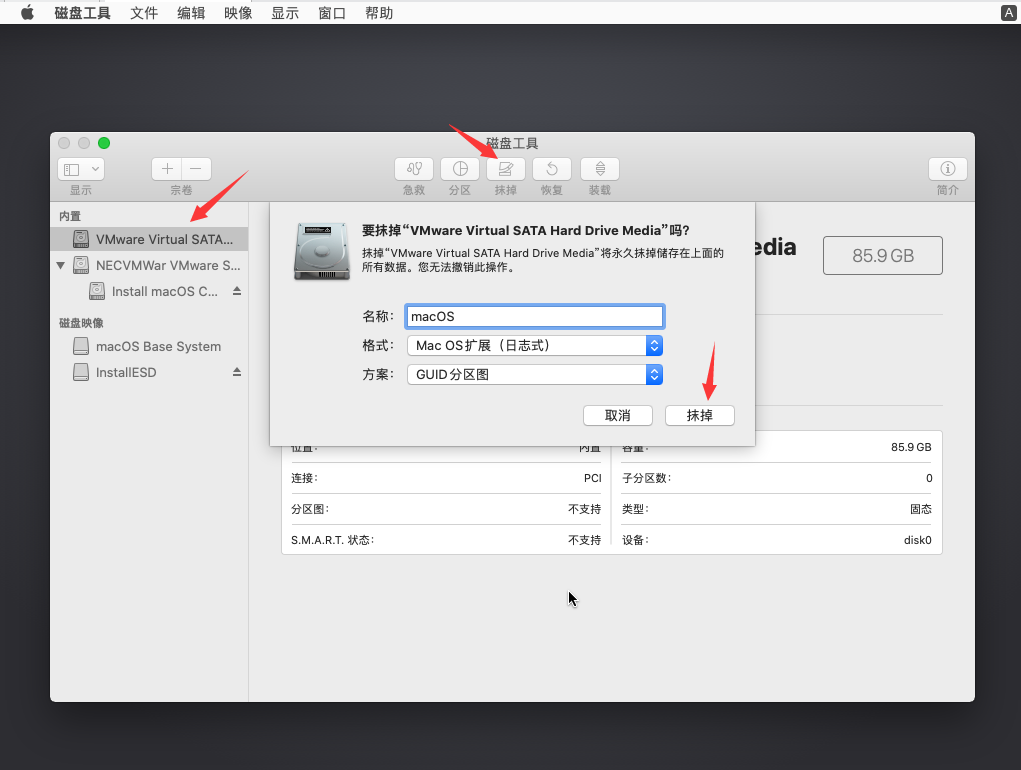 磁盘工具 文件 编辑 映像 显示 窗口 帮助 A
磁盘工具
显示 宗卷 急救 分区 抹掉 恢复 装载 简介
内置
VMware Virtual SATA...
NECVMWar VMware S...
Install macOS C...
磁盘映像
macOS Base System
InstallESD
edia
85.9 GB
要抹掉“VMware Virtual SATA Hard Drive Media”吗?
抹掉“VMware Virtual SATA Hard Drive Media”将永久抹掉储存在上面的
所有数据。您无法撤销此操作。
名称: macOS
格式: Mac OS扩展（日志式）
方案: GUID分区图
取消 抹掉
位置: 内置 容量: 85.9 GB
连接: PCI 子分区数: 0
分区图: 不支持 类型: 固态
S.M.A.R.T. 状态: 不支持 设备: disk0